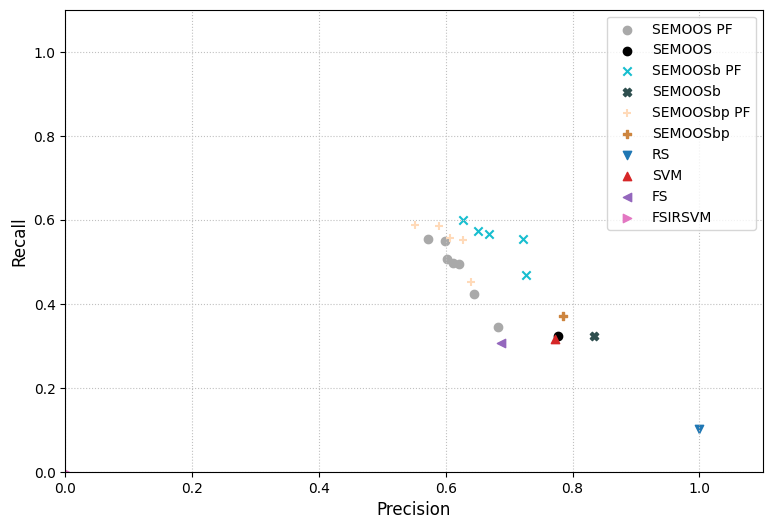 SEMOOS PF
SEMOOS
SEMOOSb PF
SEMOOSb
SEMOOSbp PF
SEMOOSbp
RS
SVM
FS
FSIRSVM
Recall
1.0
0.8
0.6
0.4
0.2
0.0
0.0 0.2 0.4 0.6 0.8 1.0
Precision